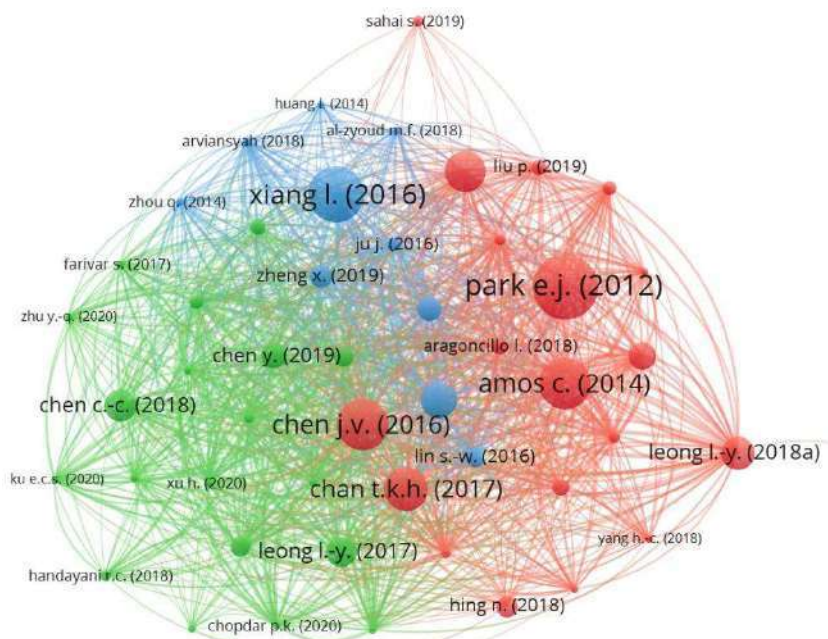 sahai s. (2019)
huang l. (2014)
al-zyoud m.f. (2018)
arviansyah (2018)
liu p. (2019)
xiang l. (2016)
zhou q. (2014)
ju j. (2016)
farivar s. (2017)
zheng x. (2019)
park e.j. (2012)
zhu y.-q. (2020)
aragoncillo l. (2018)
chen y. (2019)
amos c. (2014)
chen c.-c. (2018)
chen j.v. (2016)
leong l.-y. (2018a)
lin s.-w. (2016)
ku e.c.s. (2020)
xu h. (2020)
chan t.k.h. (2017)
yang h.-c. (2018)
leong l.-y. (2017)
handayani r.c. (2018)
hing n. (2018)
chopdar p.k. (2020)